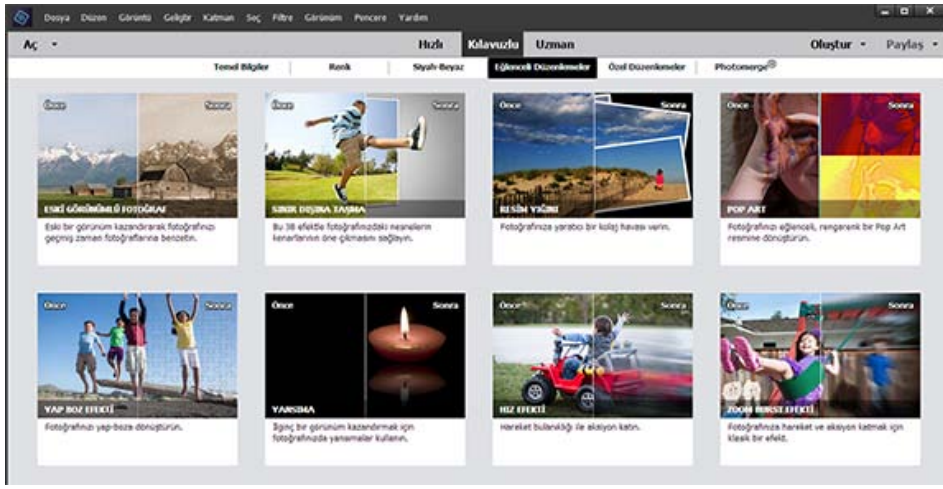 Dosya Düzen Görüntü Geliştir Katman Seç Filtre Görünüm Pencere Yardım
Aç Hızlı Kılavuzlu Uzman Oluştur Paylaş
Temel Bilgiler Renk Siyah-Beyaz Eğlenceli Düzenlemeler Özel Düzenlemeler Photomerge®
Önce Sonra
ESKİ GÖRÜNÜMLÜ FOTOĞRAF
Eski bir görünüm kazandırarak fotoğrafınızı
geçmiş zaman fotoğraflarına benzetin.
Önce Sonra
SINIR DIŞINA TAŞMA
Bu 3B efektle fotoğrafınızdaki nesnelerin
kenarlarının öne çıkmasını sağlayın.
Önce Sonra
RESİM YIĞINI
Fotoğrafınıza yaratıcı bir kolaj havası verin.
Önce Sonra
POP ART
Fotoğrafınızı eğlencek, rengarenk bir Pop Art
resmine dönüştürün.
Önce Sonra
YAP BOZ EFEKTİ
Fotoğrafınızı yap-boza dönüştürün.
Önce Sonra
YANSIMA
İlginç bir görünüm kazandırmak için
fotoğrafınızda yansımalar kullanın.
Önce Sonra
HIZ EFEKTİ
Hareket bulanıklığı ile aksiyon katın.
Önce Sonra
ZOOM BURST EFEKTİ
Fotoğrafınıza hareket ve aksiyon katmak için
klasik bir efekt.